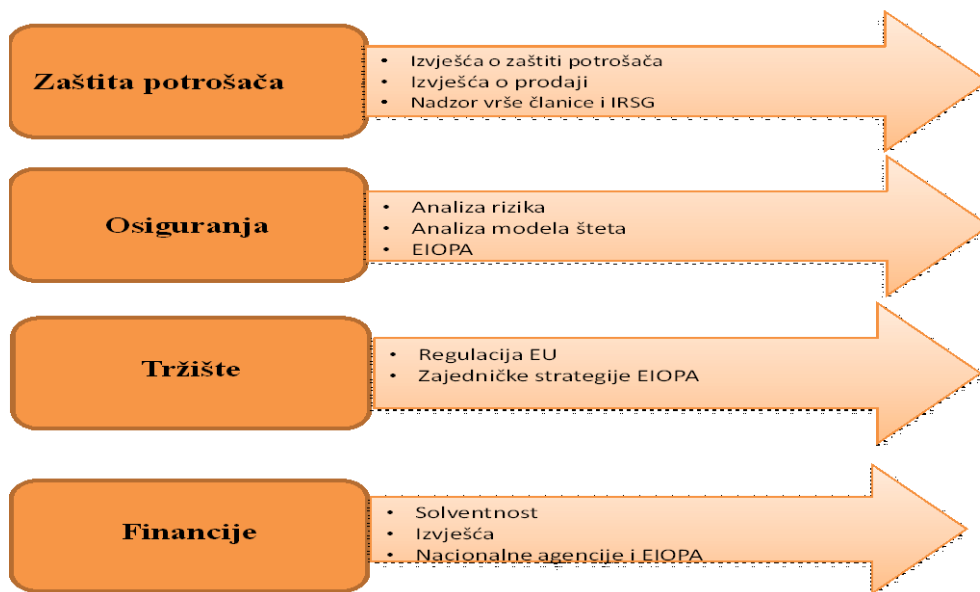 Zaštita potrošača
• Izvješća o zaštiti potrošača
• Izvješća o prodaji
• Nadzor vrše članice i IRSG
Osiguranja
• Analiza rizika
• Analiza modela šteta
• EIOPA
Tržište
• Regulacija EU
• Zajedničke strategije EIOPA
Financije
• Solventnost
• Izvješća
• Nacionalne agencije i EIOPA